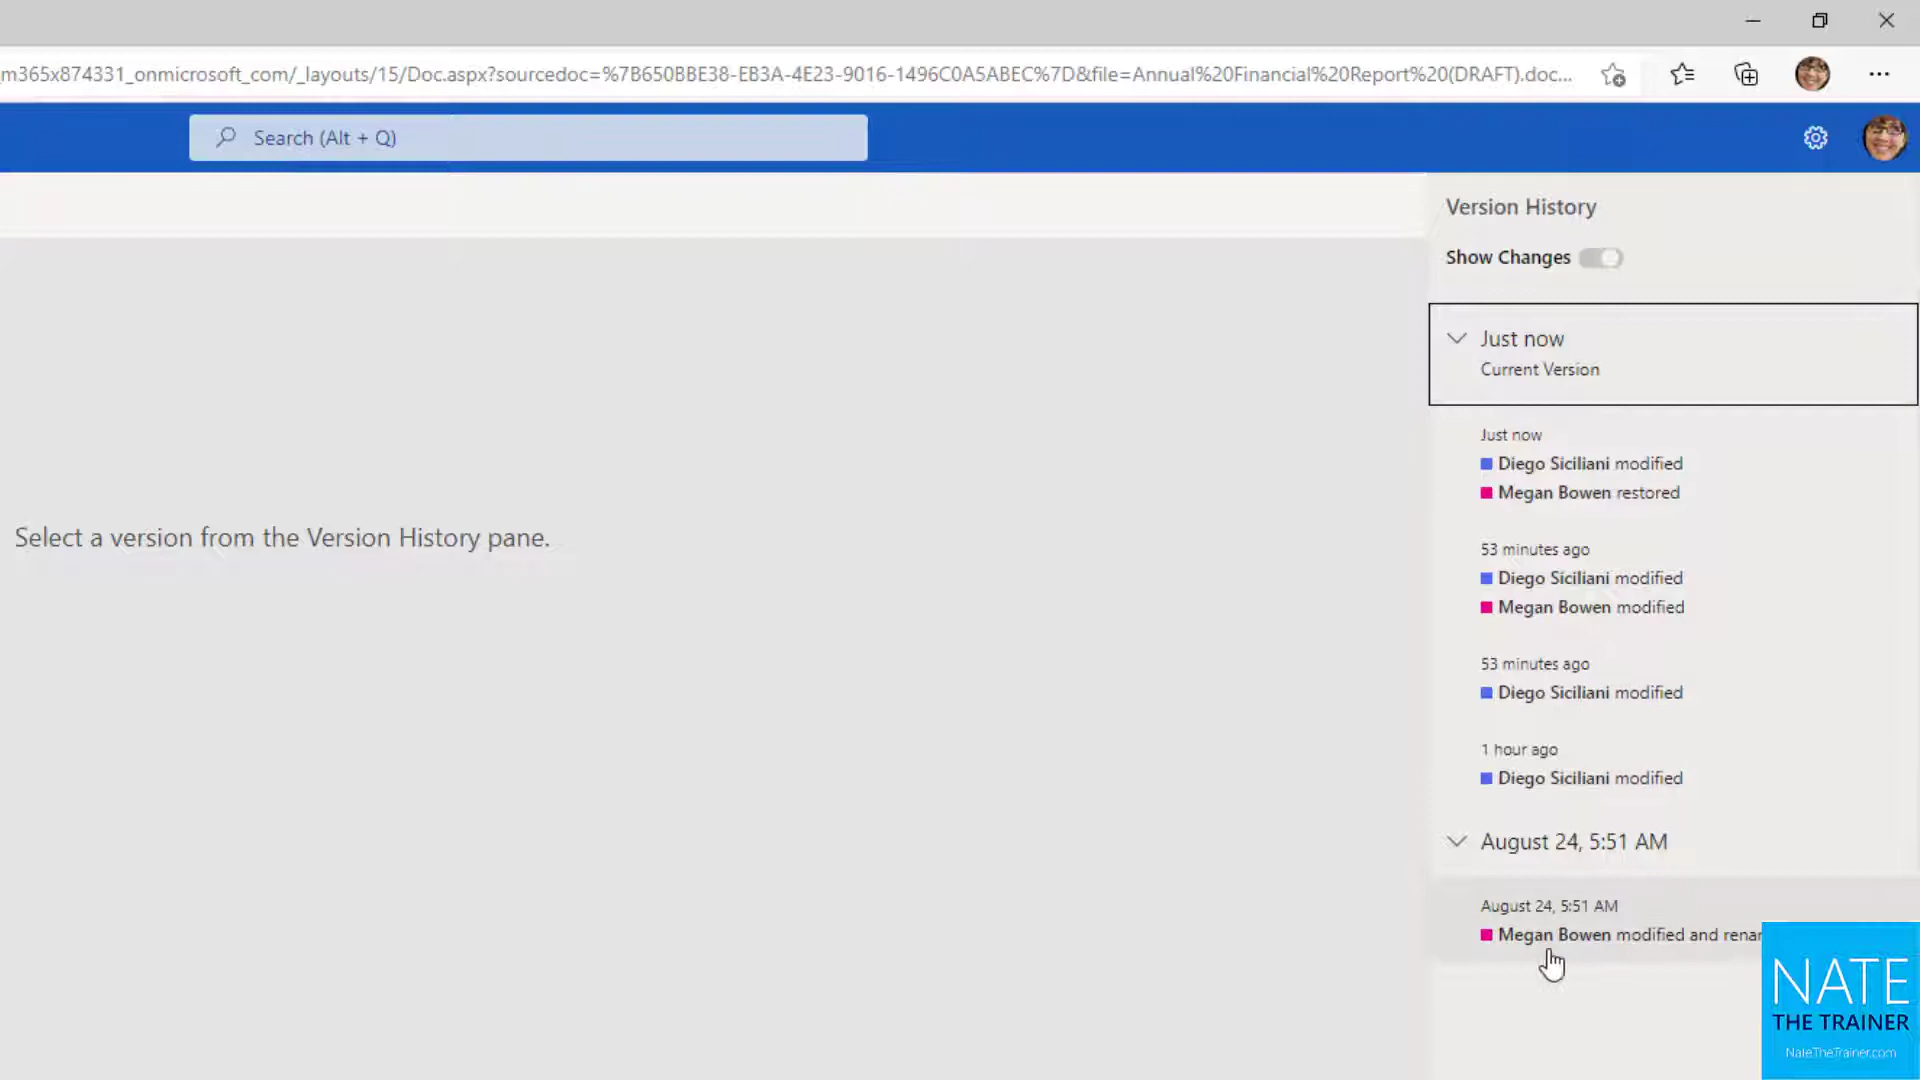 _m365x874331_onmicrosoft_com/_layouts/15/Doc.aspx?sourcedoc=%7B650BBE38-EB3A-4E23-9016-1496C0A5ABEC%7D&file=Annual%20Financial%20Report%20(DRAFT).doc...
Search (Alt + Q)
Version History
Show Changes
Just now
Current Version
Just now
Diego Siciliani modified
Megan Bowen restored
Select a version from the Version History pane.
53 minutes ago
Diego Siciliani modified
Megan Bowen modified
53 minutes ago
Diego Siciliani modified
1 hour ago
Diego Siciliani modified
August 24, 5:51 AM
August 24, 5:51 AM
Megan Bowen modified and
NATE
THE TRAINER
NateTheTrainer.com